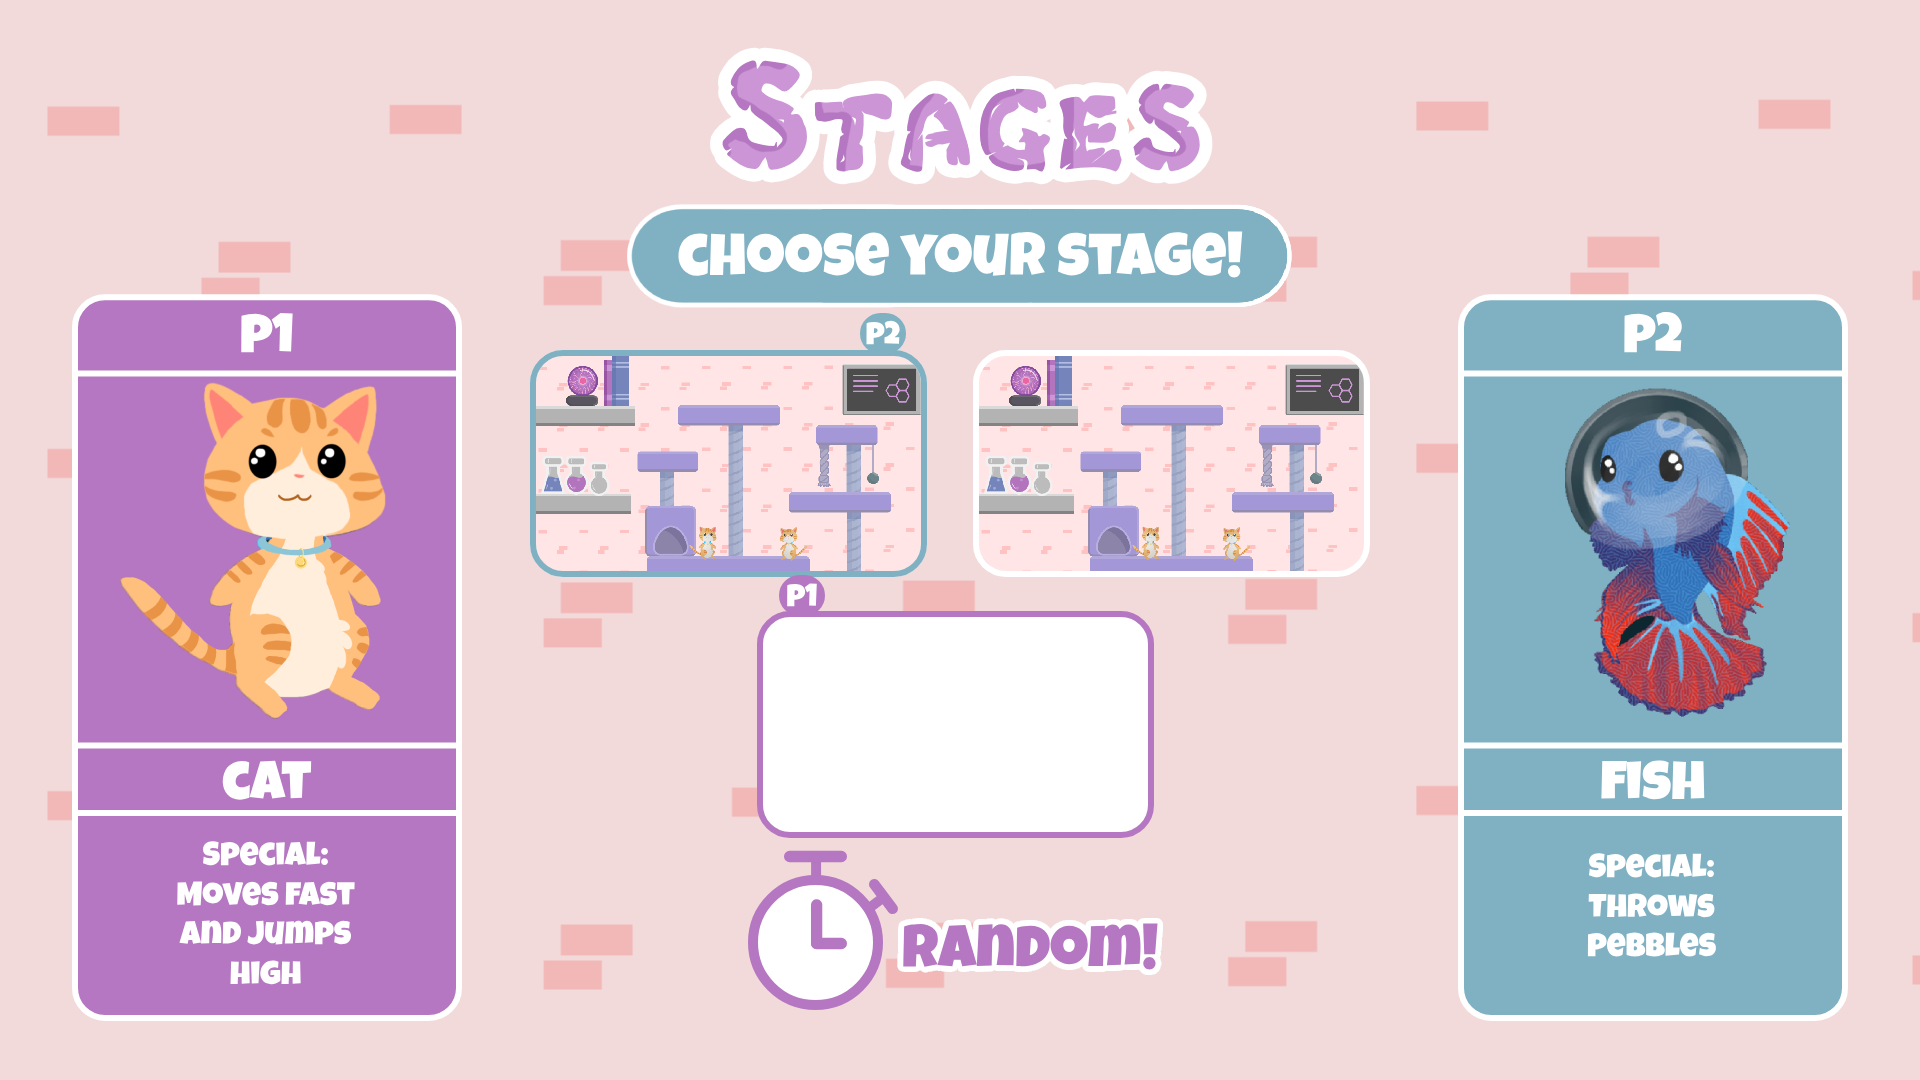 STAGES
CHOOSE YOUR STAGE!
P1
CAT
SPECIAL:
MOVES FAST
AND JUMPS
HIGH
P2
P1
RANDOM!
P2
FISH
SPECIAL:
THROWS
PEBBLES